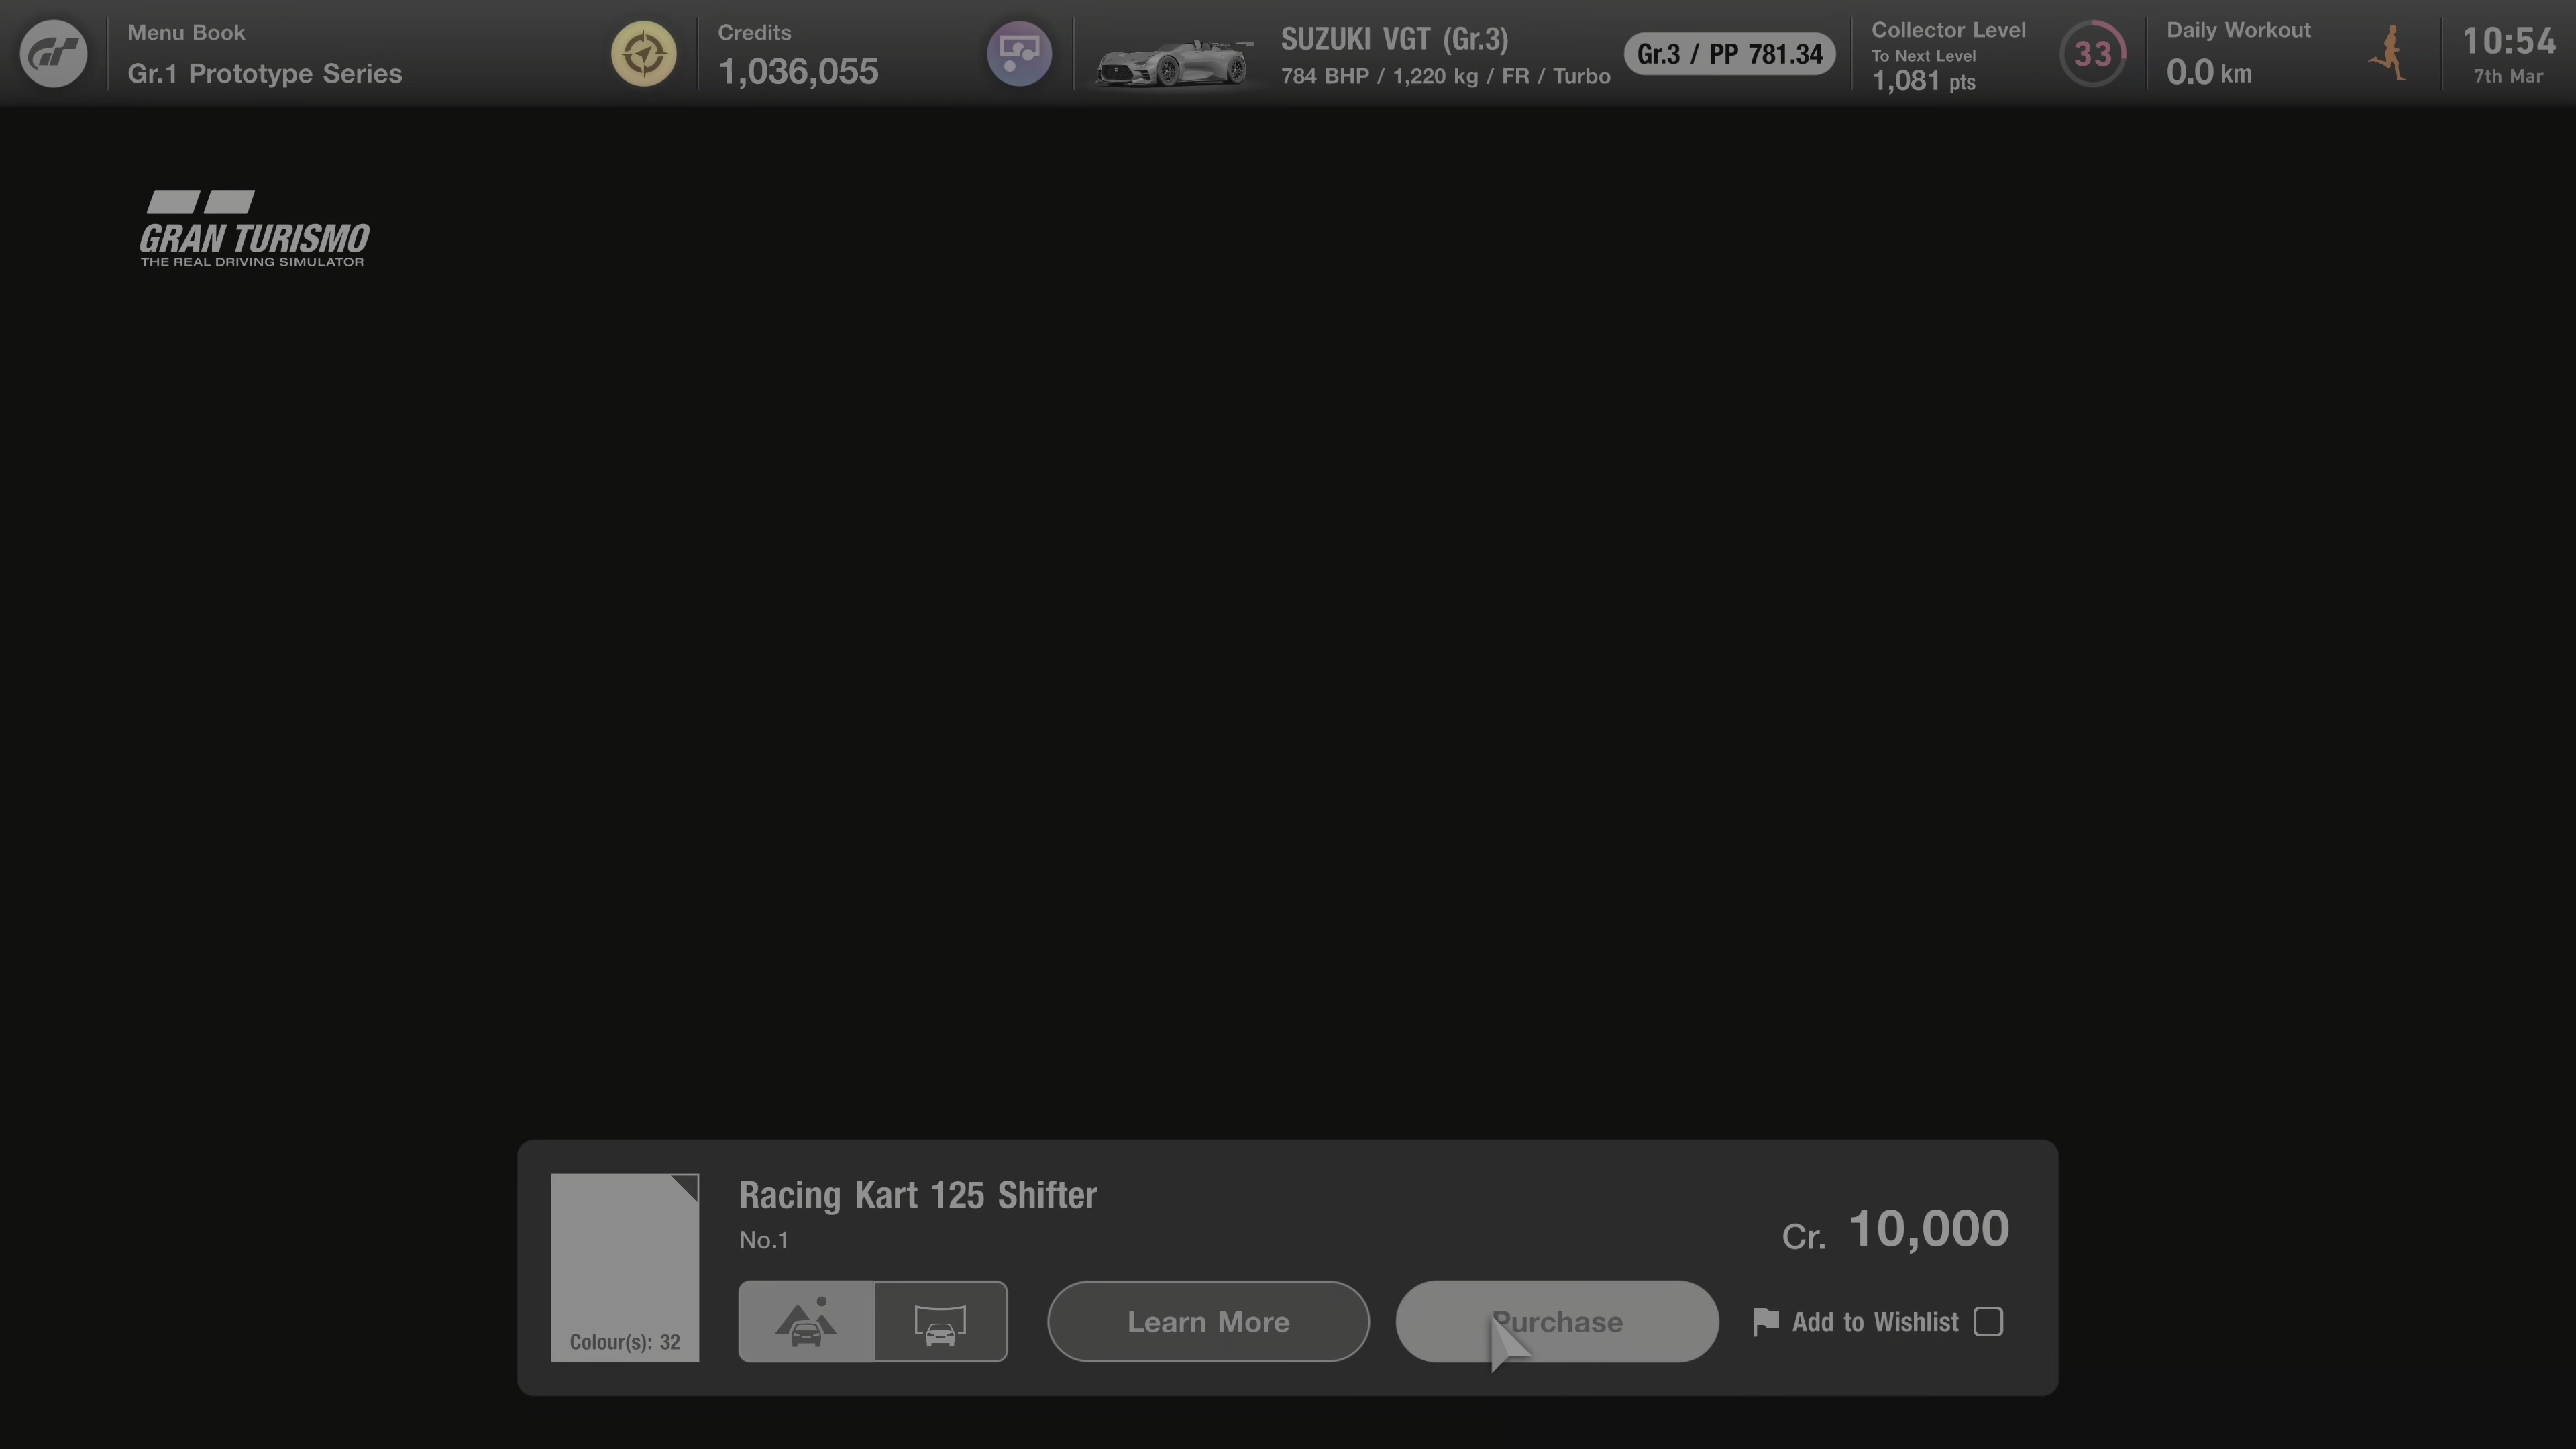 Menu Book
Gr.1 Prototype Series
Credits
1,036,055
SUZUKI VGT (Gr.3)
784 BHP / 1,220 kg / FR / Turbo
Gr.3 / PP 781.34
Collector Level
To Next Level
1,081 pts
33
Daily Workout
0.0 km
10:54
7th Mar
GRAN TURISMO
THE REAL DRIVING SIMULATOR
Racing Kart 125 Shifter
No.1
Cr. 10,000
Colour(s): 32
Learn More
Purchase
Add to Wishlist